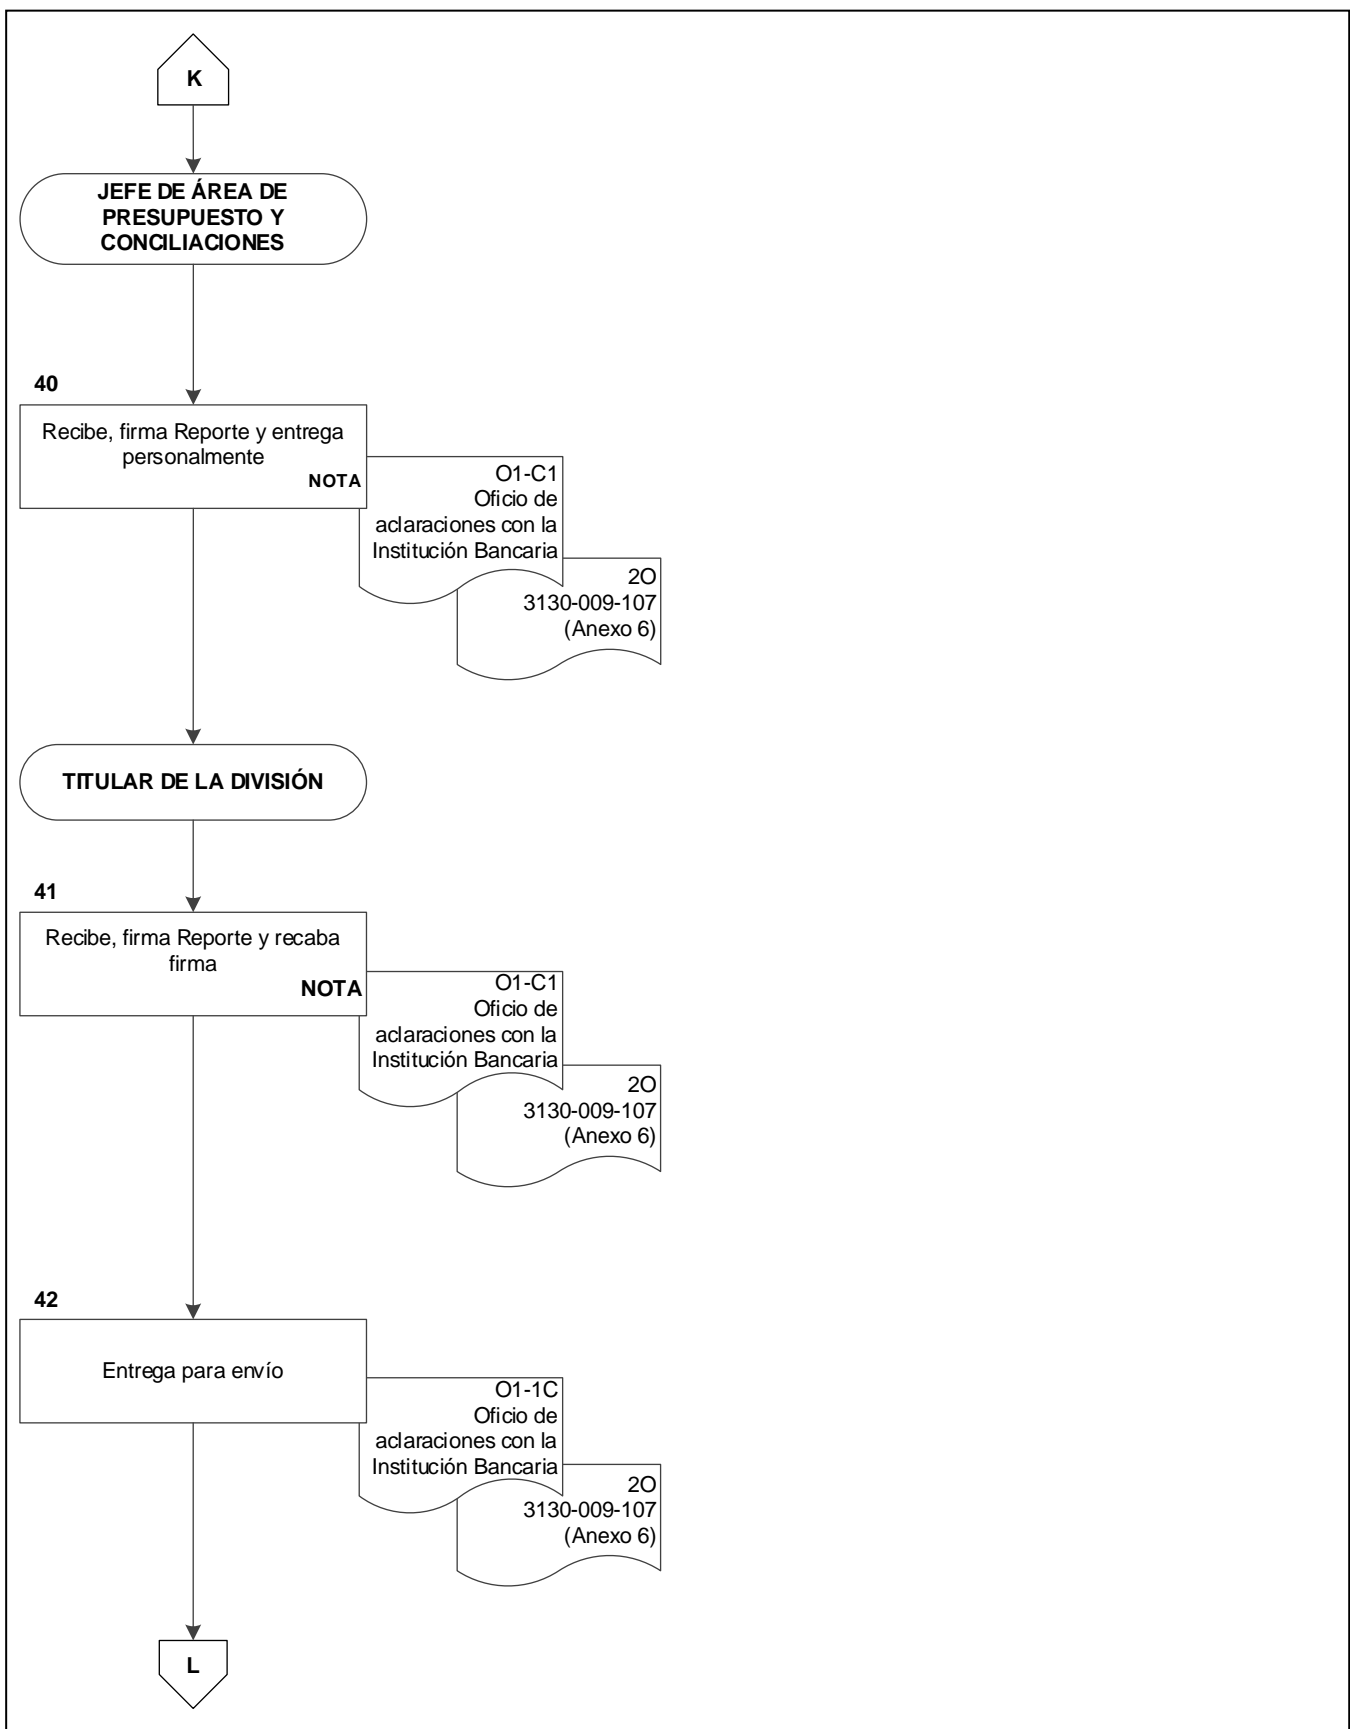 K
JEFE DE ÁREA DE
PRESUPUESTO Y
CONCILIACIONES
40
Recibe, firma Reporte y entrega
personalmente
NOTA
O1-C1
Oficio de
aclaraciones con la
Institución Bancaria
2O
3130-009-107
(Anexo 6)
TITULAR DE LA DIVISIÓN
41
Recibe, firma Reporte y recaba
firma
NOTA
O1-C1
Oficio de
aclaraciones con la
Institución Bancaria
2O
3130-009-107
(Anexo 6)
42
Entrega para envío
O1-1C
Oficio de
aclaraciones con la
Institución Bancaria
2O
3130-009-107
(Anexo 6)
L